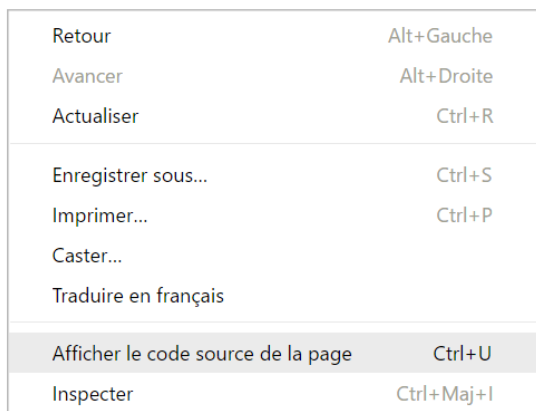 Retour Alt+Gauche
Avancer Alt+Droite
Actualiser Ctrl+R
Enregistrer sous... Ctrl+S
Imprimer... Ctrl+P
Caster...
Traduire en français
Afficher le code source de la page Ctrl+U
Inspecter Ctrl+Maj+I